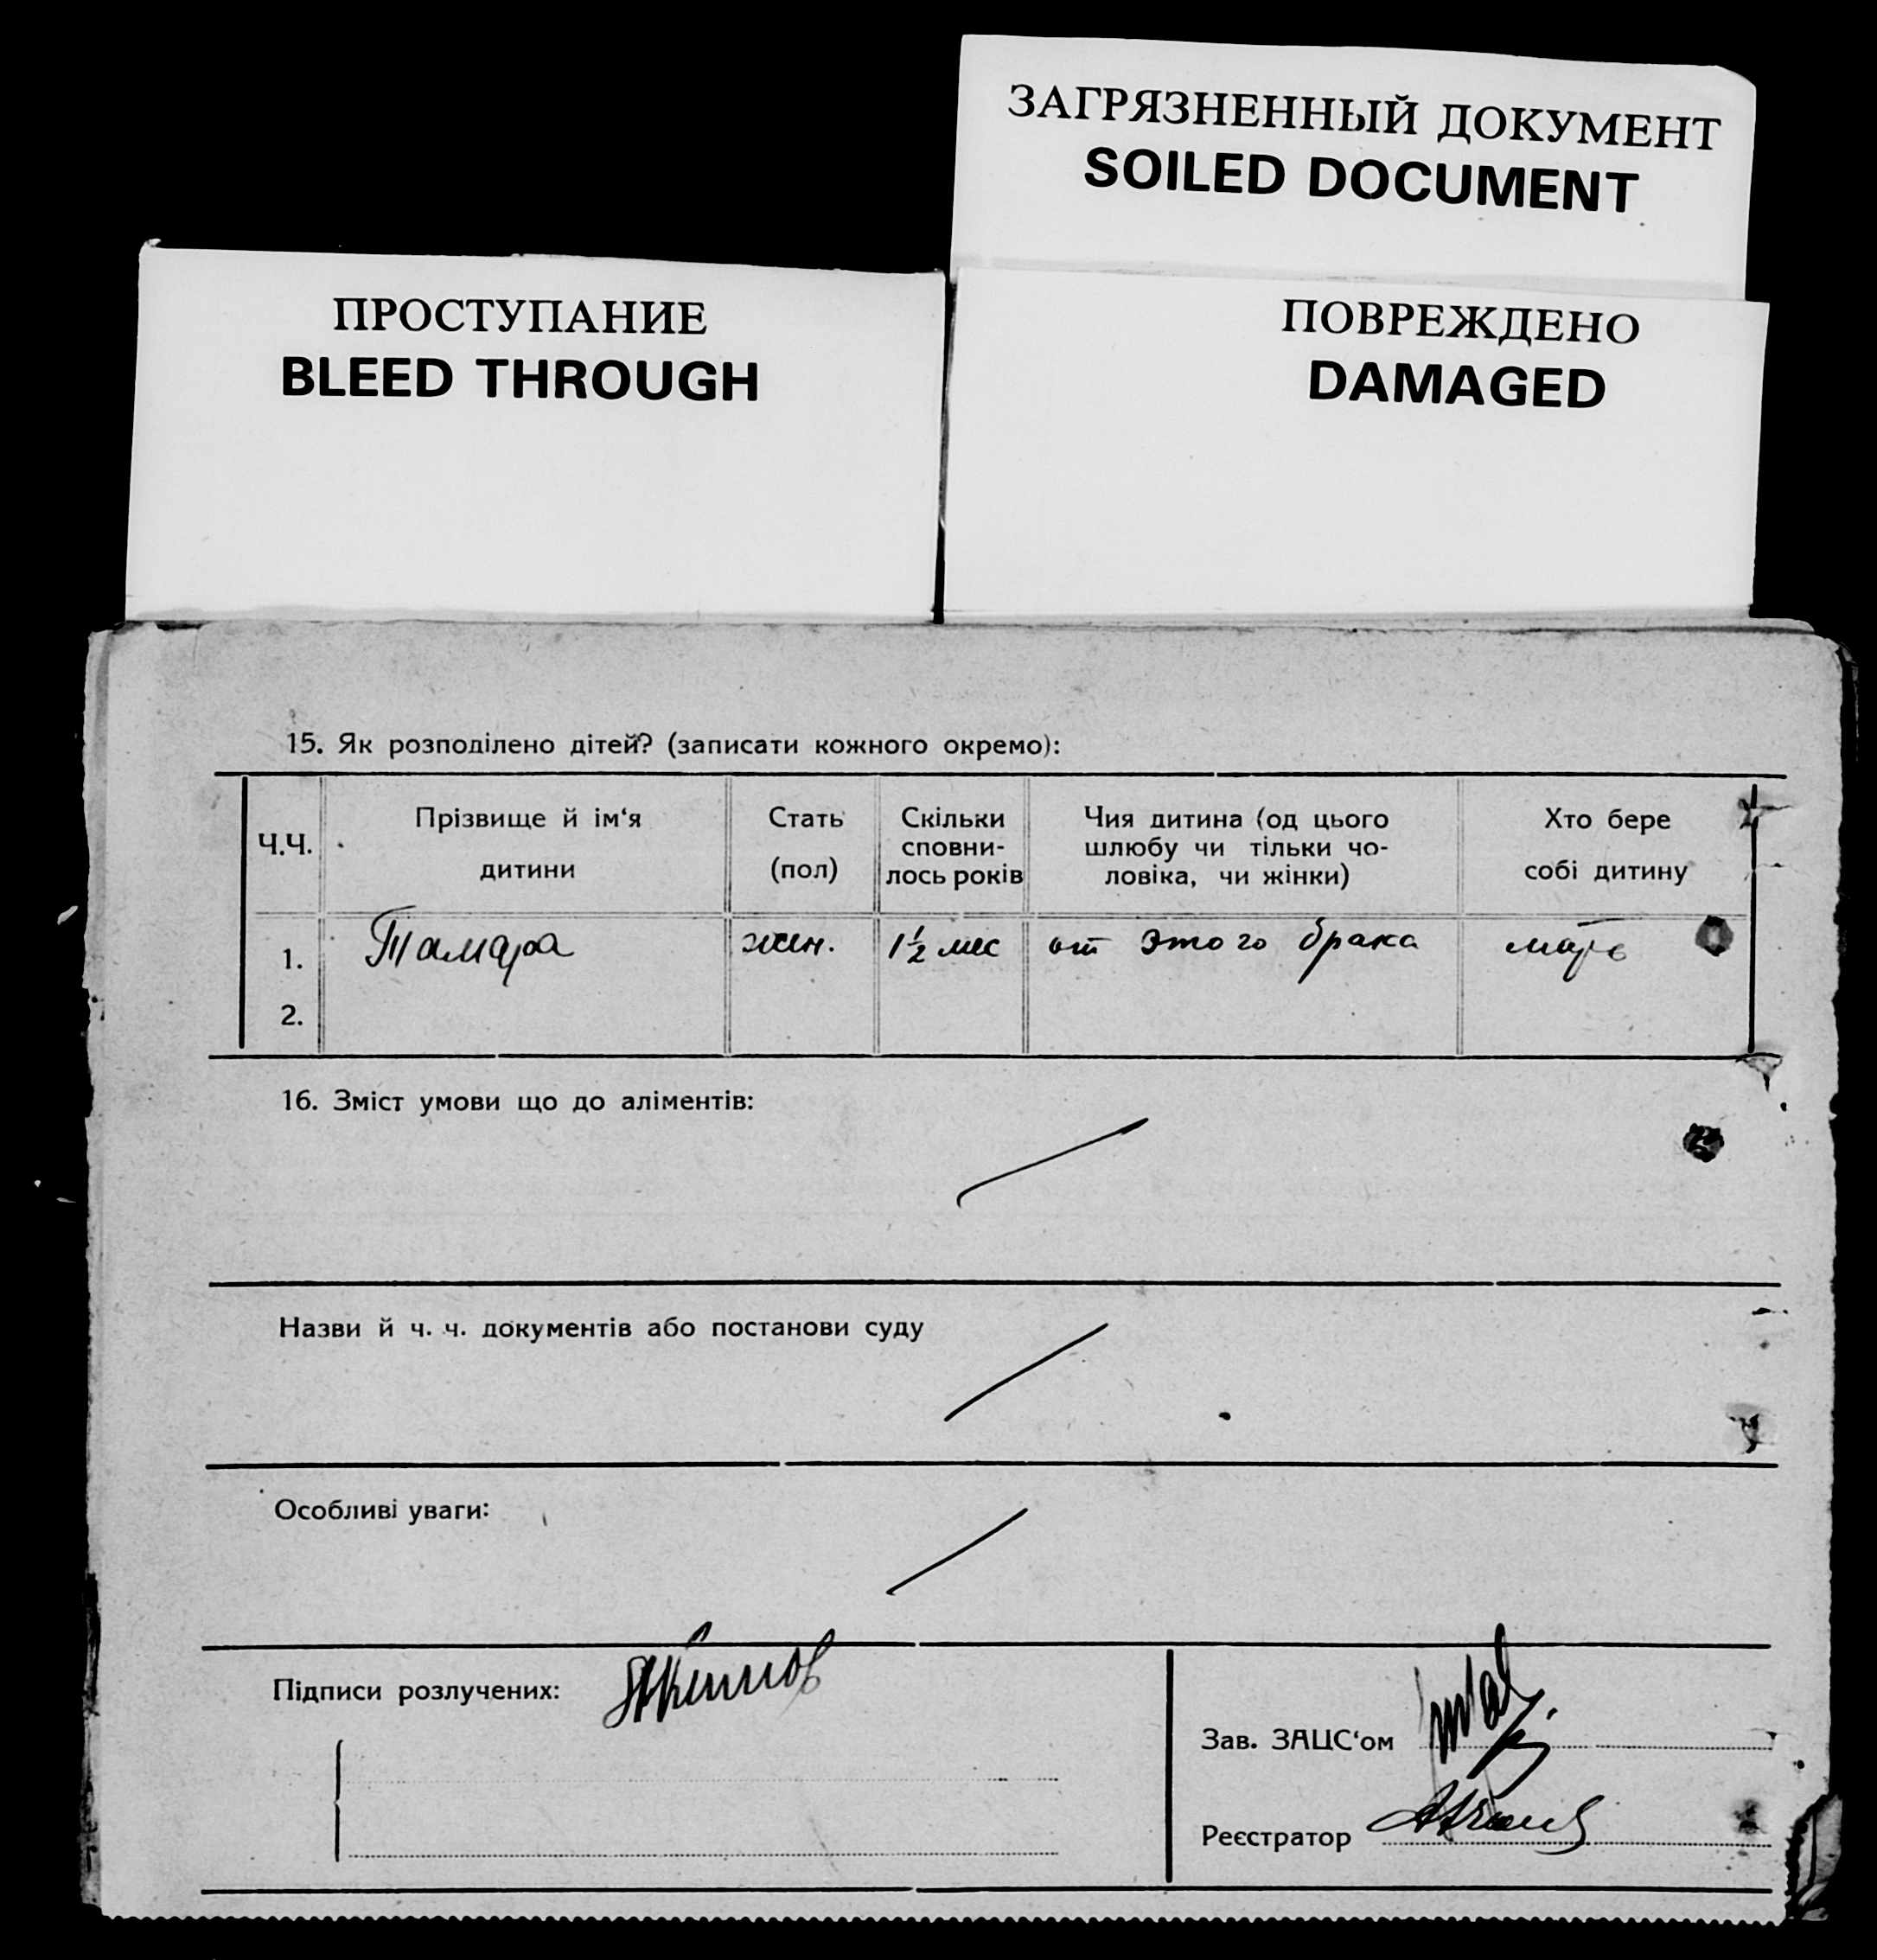 ЗАГРЯЗНЕННЫЙ ДОКУМЕНТ
SOILED DOCUMENT
ПРОСТУПАНИЕ
BLEED THROUGH
ПОВРЕЖДЕНО
DAMAGED
15. Як розподілено дітей? (записати кожного окремо):
Ч.Ч.
Прізвище й ім‘я
дитини
Стать
(пол)
Скільки
сповни-
лось років
Чия дитина (од цього
шлюбу чи тільки чо-
ловіка, чи жінки)
Хто бере
собі дитину
1. Тамара жен. 1½ мес от этого брака мать
2.
16. Зміст умови що до аліментів:
Назви й ч. ч. документів або постанови суду
Особливі уваги:
Підписи розлучених:
Зав. ЗАЦС‘ом
Реєстратор